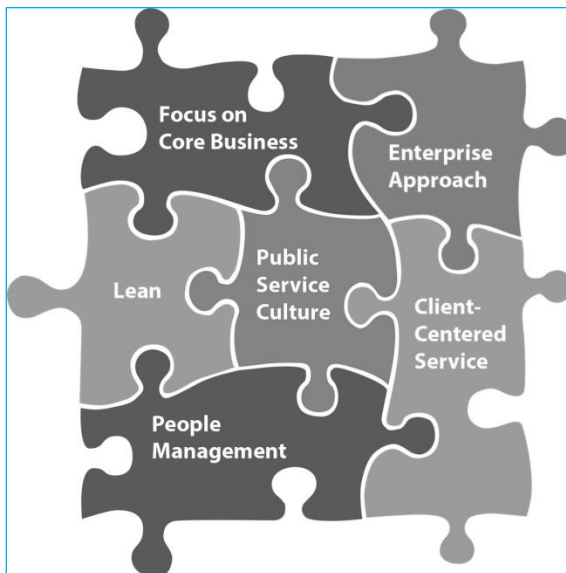 Focus on
Core Business
Enterprise
Approach
Lean
Public
Service
Culture
Client-
Centered
Service
People
Management